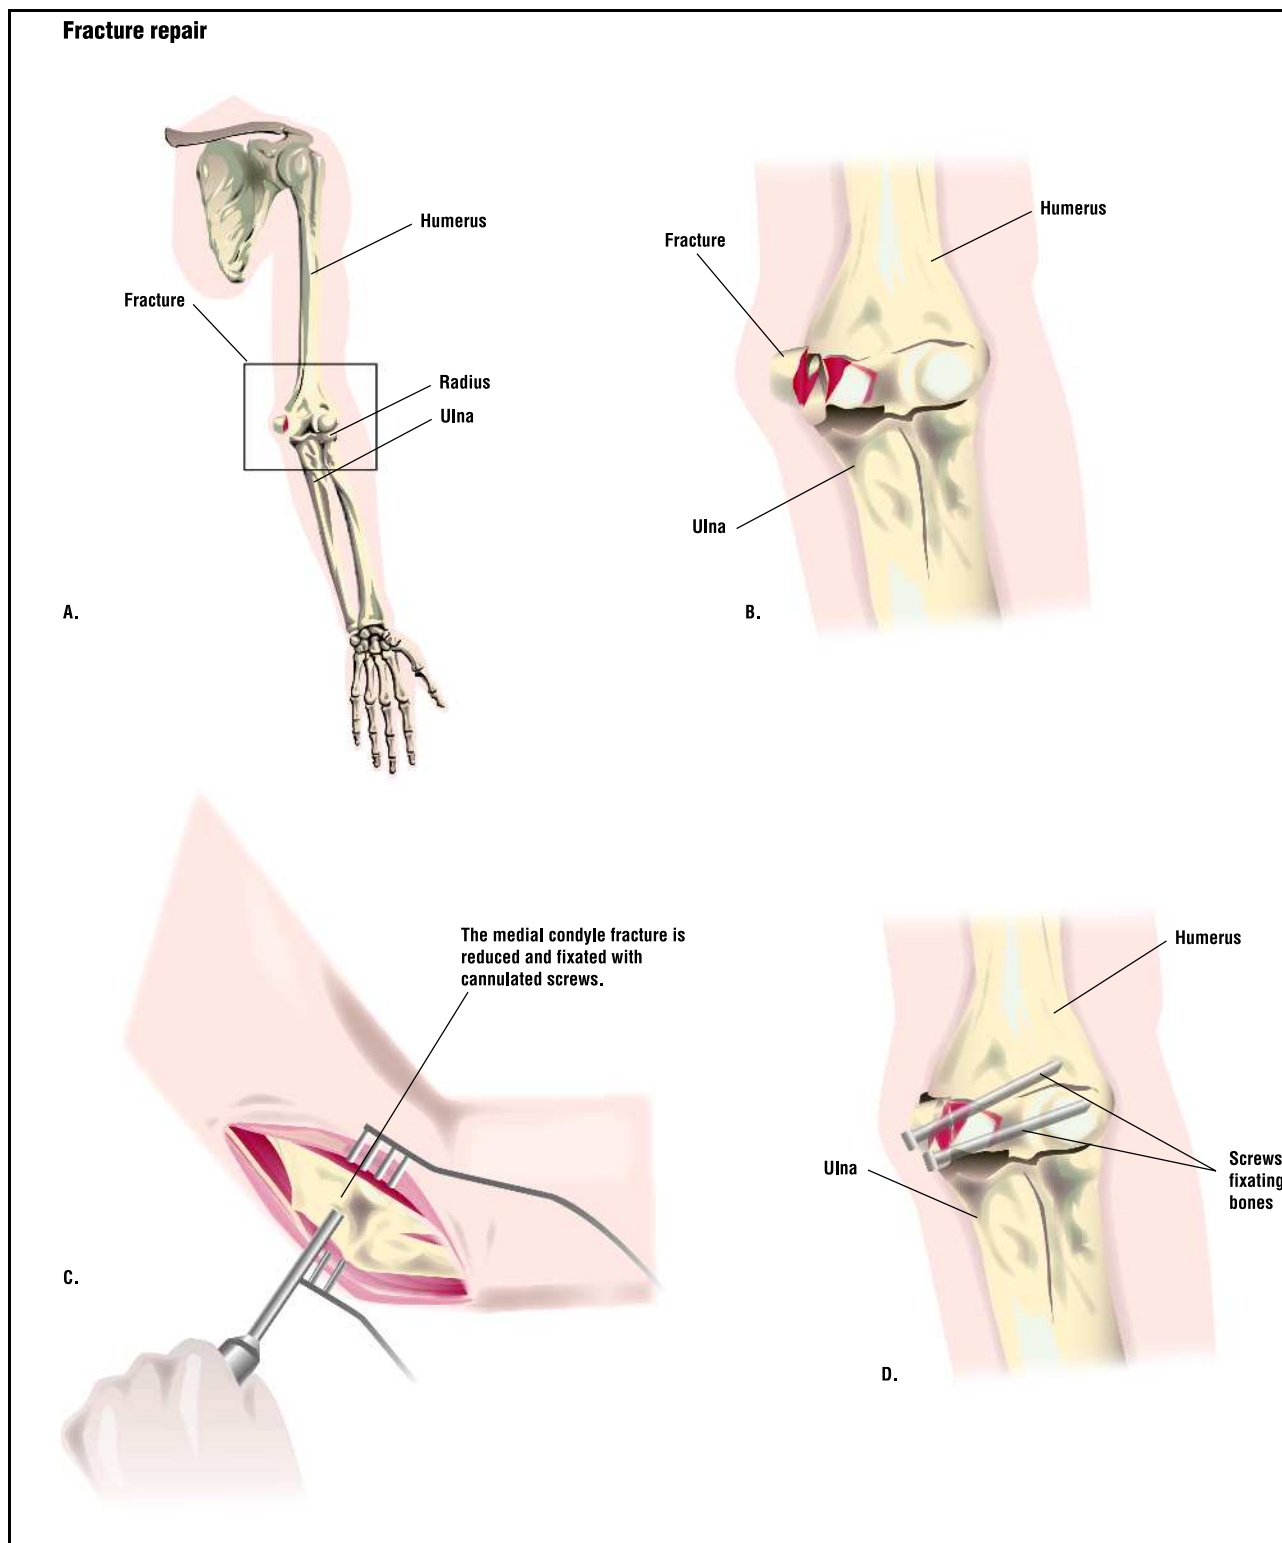 Fracture repair
Humerus
Fracture
Radius
Ulna
A.
Humerus
Fracture
Ulna
B.
The medial condyle fracture is
reduced and fixated with
cannulated screws.
C.
Humerus
Ulna
Screws
fixating
bones
D.